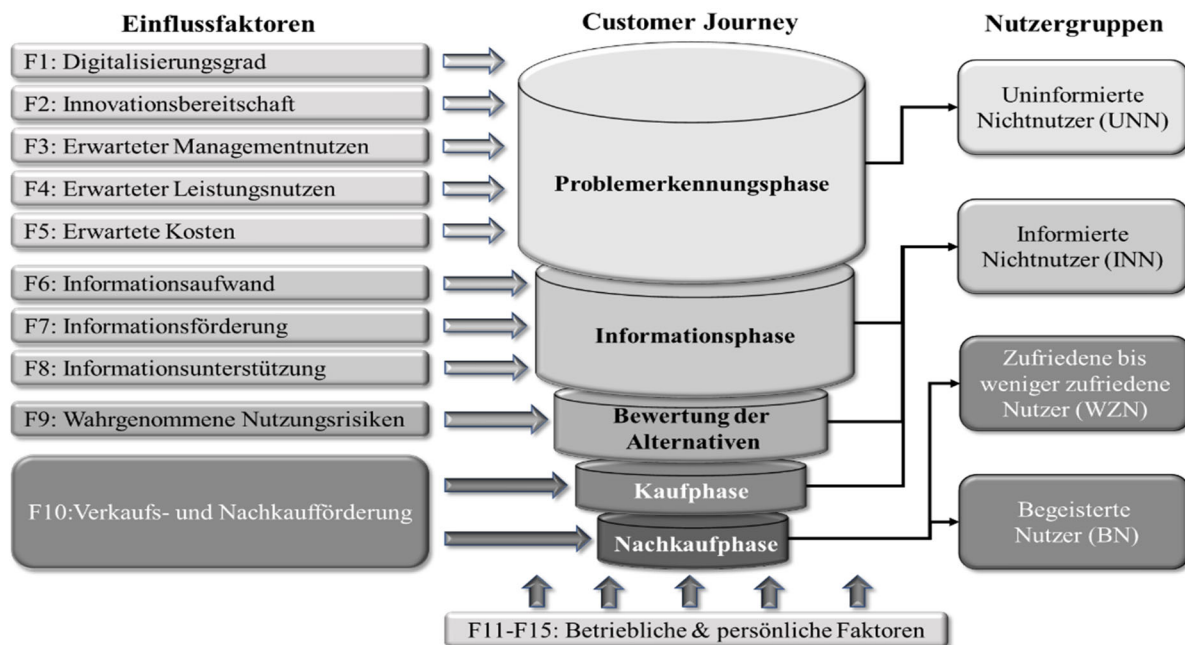 Einflussfaktoren
F1: Digitalisierungsgrad
F2: Innovationsbereitschaft
F3: Erwarteter Managementnutzen
F4: Erwarteter Leistungsnutzen
F5: Erwartete Kosten
F6: Informationsaufwand
F7: Informationsförderung
F8: Informationsunterstützung
F9: Wahrgenommene Nutzungsrisiken
F10:Verkaufs- und Nachkaufförderung
Customer Journey
Problemerkennungsphase
Informationsphase
Bewertung der
Alternativen
Kaufphase
Nachkaufphase
F11-F15: Betriebliche & persönliche Faktoren
Nutzergruppen
Uninformierte
Nichtnutzer (UNN)
Informierte
Nichtnutzer (INN)
Zufriedene bis
weniger zufriedene
Nutzer (WZN)
Begeisterte
Nutzer (BN)